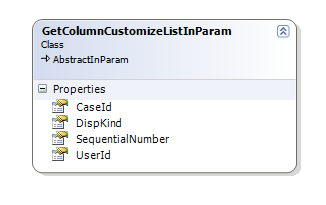 GetColumnCustomizeListInParam
Class
AbstractInParam
Properties
CaseId
DispKind
SequentialNumber
UserId